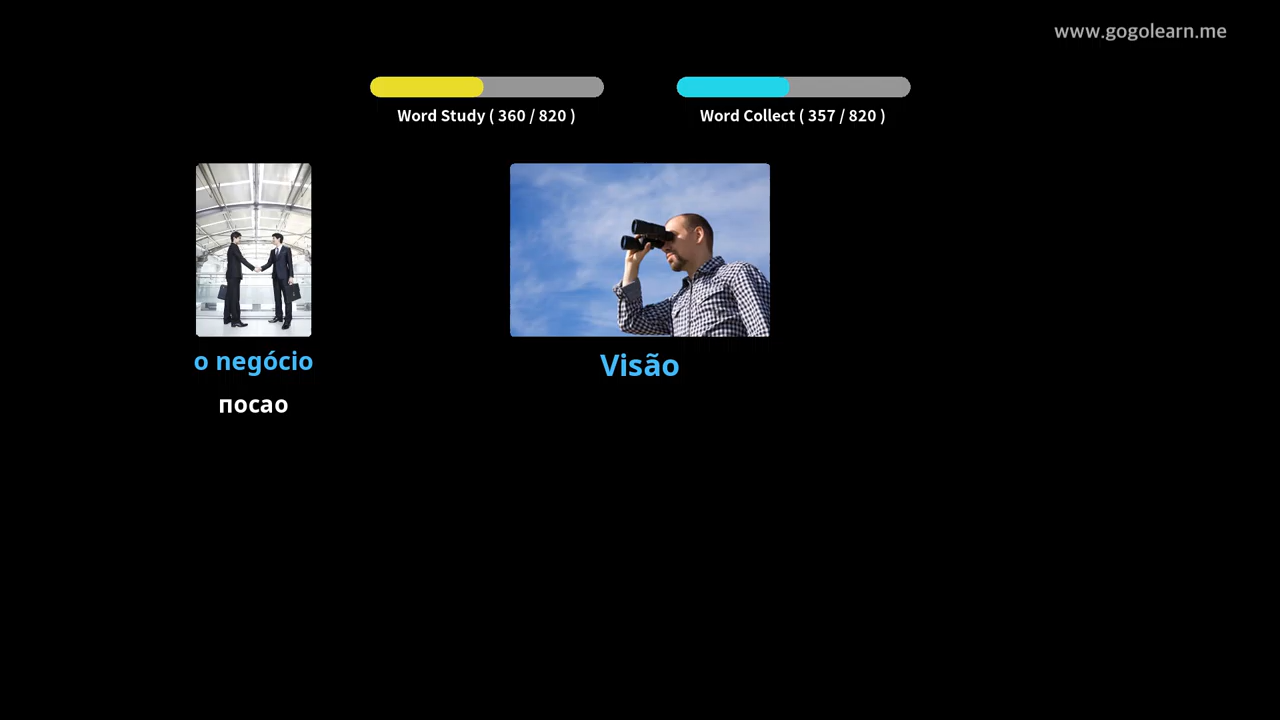 www.gogolearn.me
Word Study ( 360 / 820 )
Word Collect ( 357 / 820 )
o negócio
посао
Visão